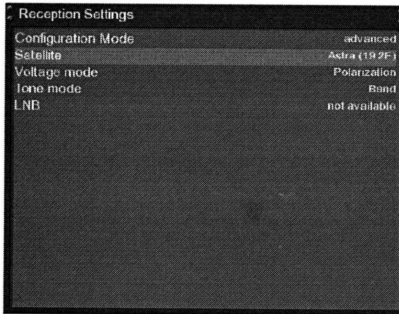 Reception Settings
Configuration Mode advanced
Satellite Astra (19.2E)
Voltage mode Polarization
Tone mode Band
LNB not available